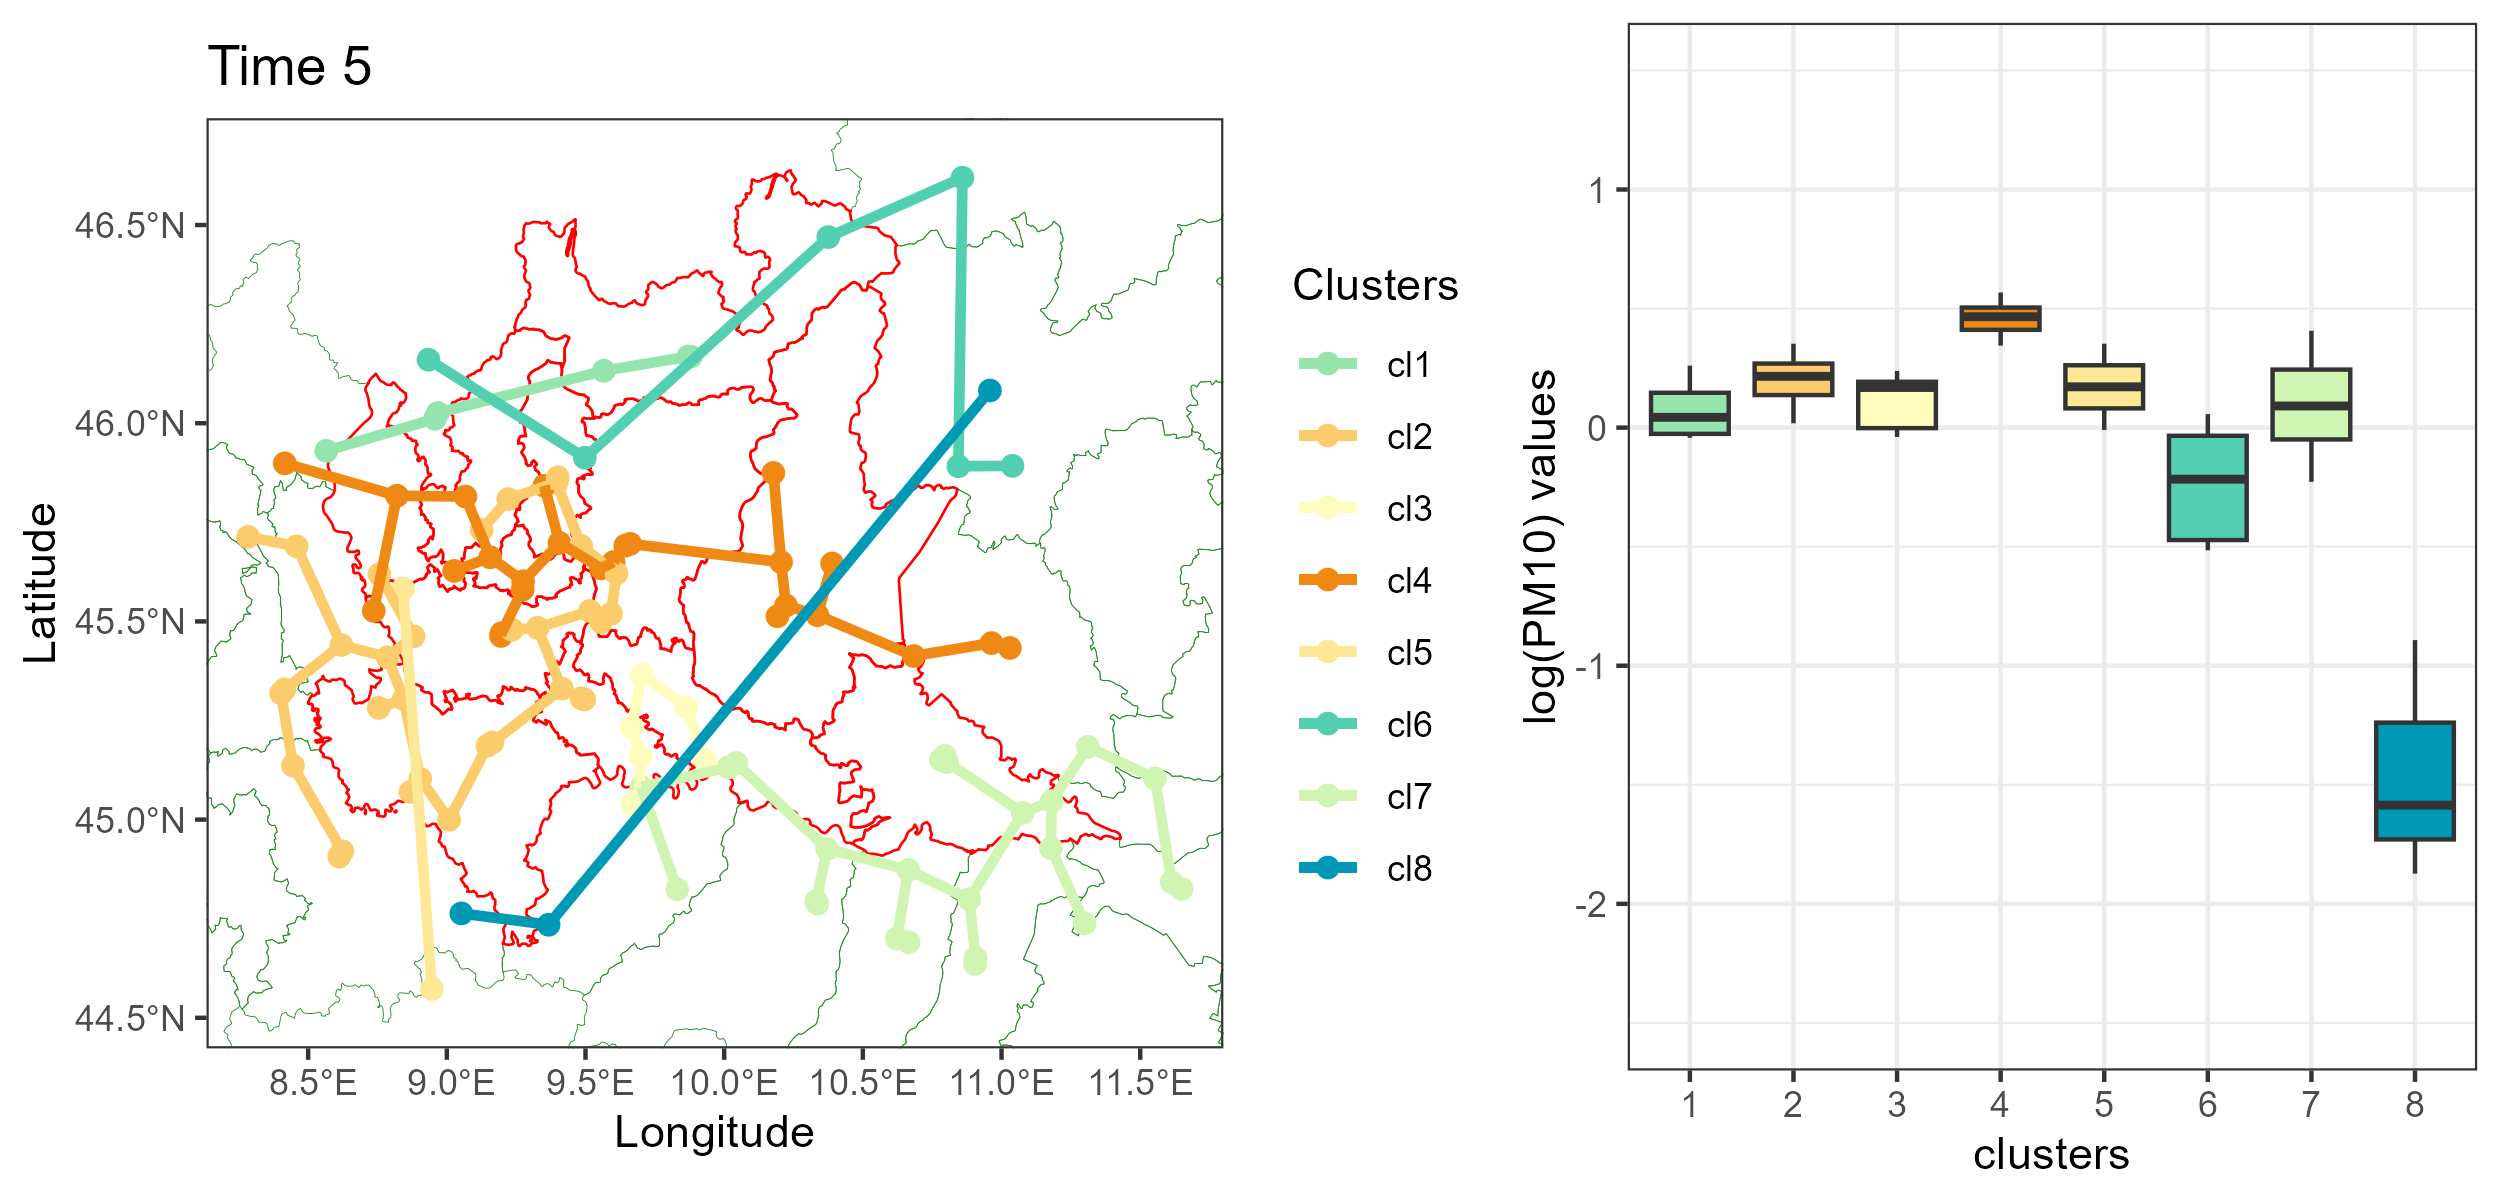 Time 5
46.5°N
46.0°N
45.5°N
45.0°N
44.5°N
Latitude
8.5°E 9.0°E 9.5°E 10.0°E 10.5°E 11.0°E 11.5°E
Longitude
Clusters
cl1
cl2
cl3
cl4
cl5
cl6
cl7
cl8
log(PM10) values
1
0
-1
-2
1 2 3 4 5 6 7 8
clusters